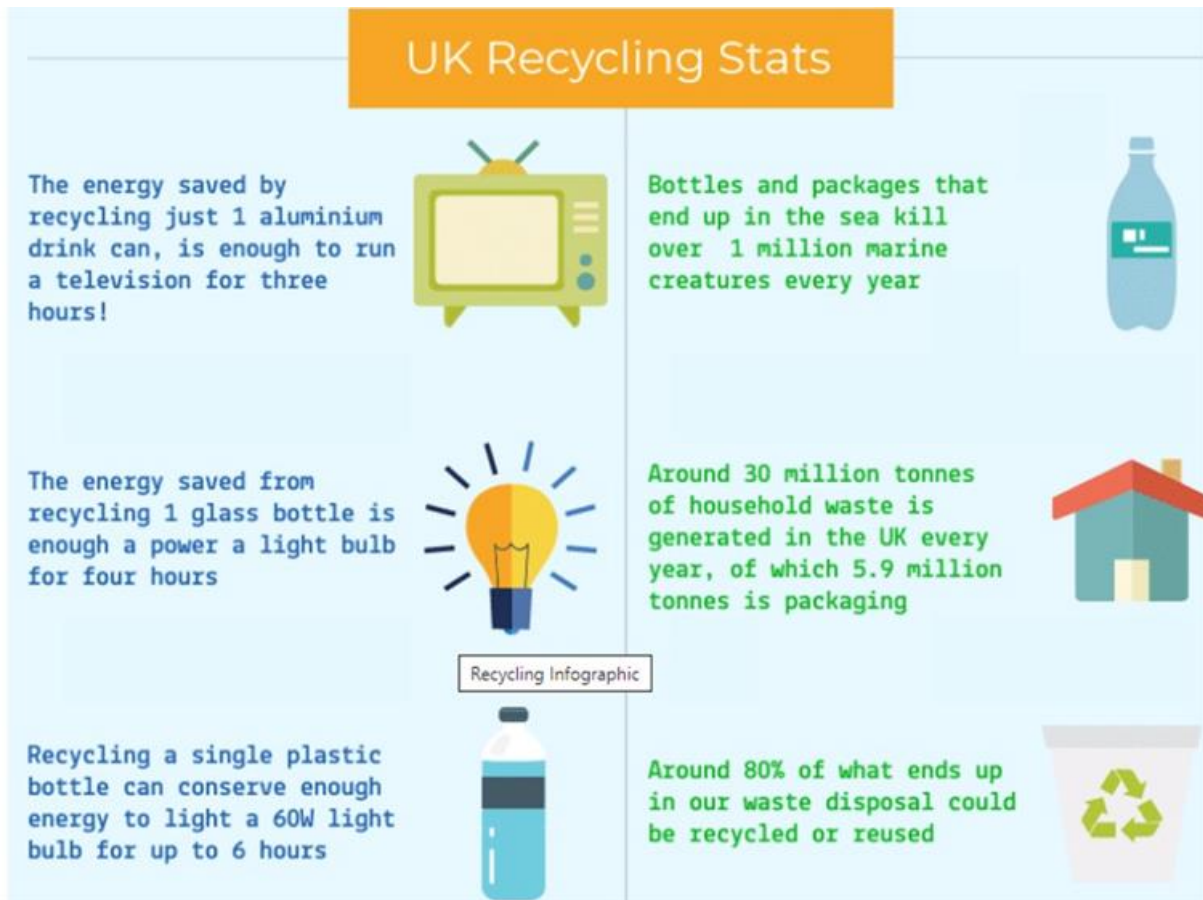 UK Recycling Stats
The energy saved by
recycling just 1 aluminium
drink can, is enough to run
a television for three
hours!
The energy saved from
recycling 1 glass bottle is
enough a power a light bulb
for four hours
Recycling Infographic
Recycling a single plastic
bottle can conserve enough
energy to light a 60W light
bulb for up to 6 hours
Bottles and packages that
end up in the sea kill
over 1 million marine
creatures every year
Around 30 million tonnes
of household waste is
generated in the UK every
year, of which 5.9 million
tonnes is packaging
Around 80% of what ends up
in our waste disposal could
be recycled or reused